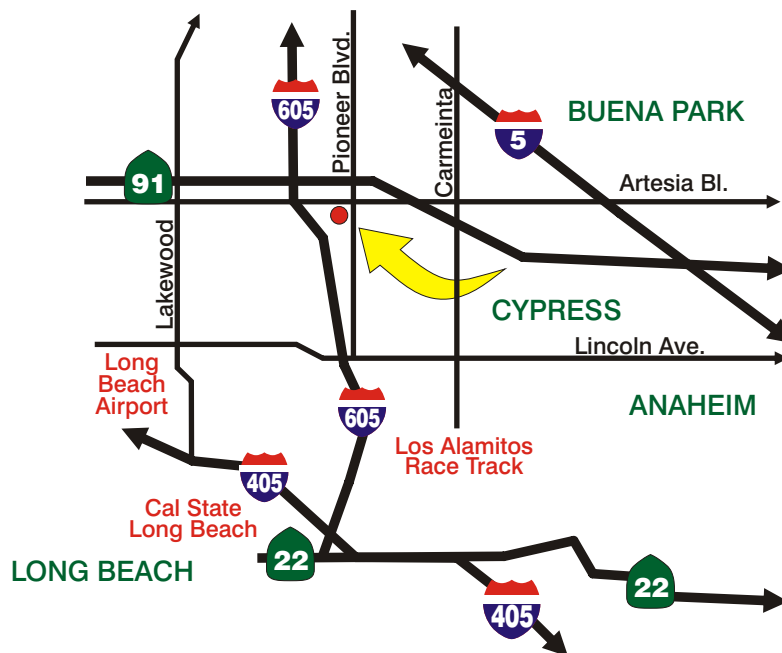 605
Pioneer Blvd.
Carmeinta
5
BUENA PARK
91
Artesia Bl.
Lakewood
CYPRESS
Lincoln Ave.
Long
Beach
Airport
ANAHEIM
605
Los Alamitos
Race Track
405
Cal State
Long Beach
LONG BEACH
22
22
405